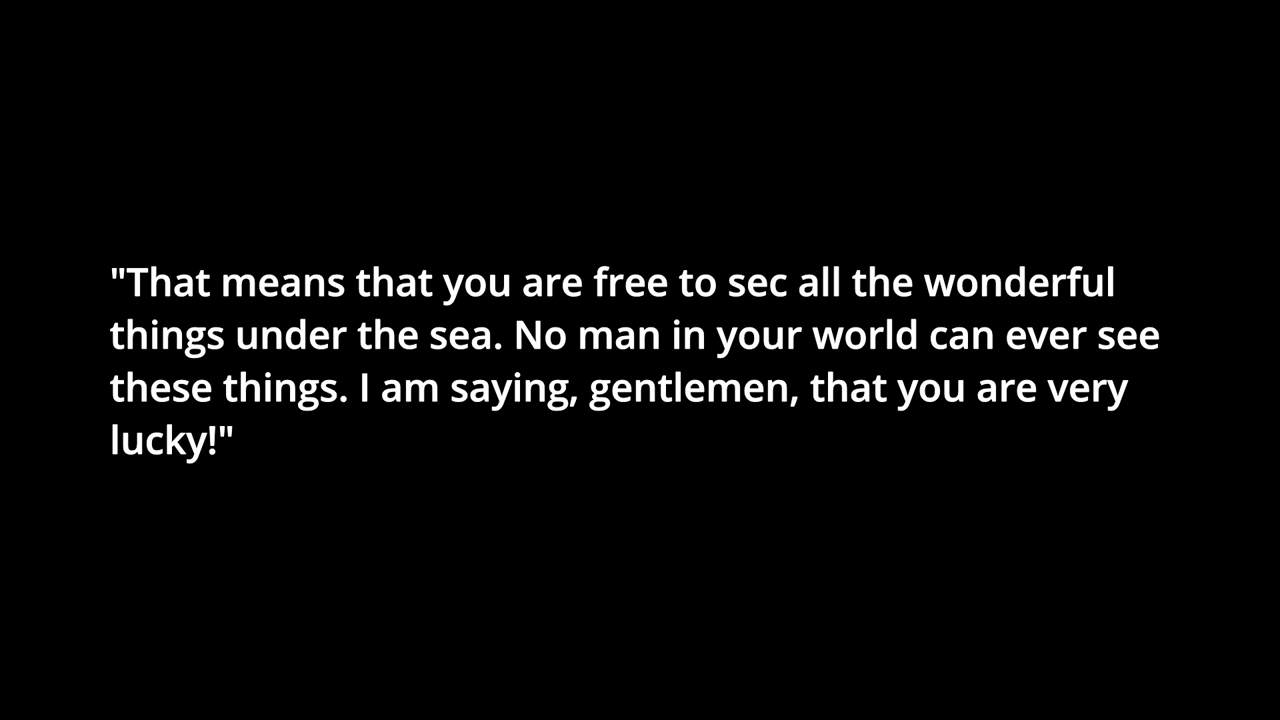 "That means that you are free to sec all the wonderful
things under the sea. No man in your world can ever see
these things. I am saying, gentlemen, that you are very
lucky!"